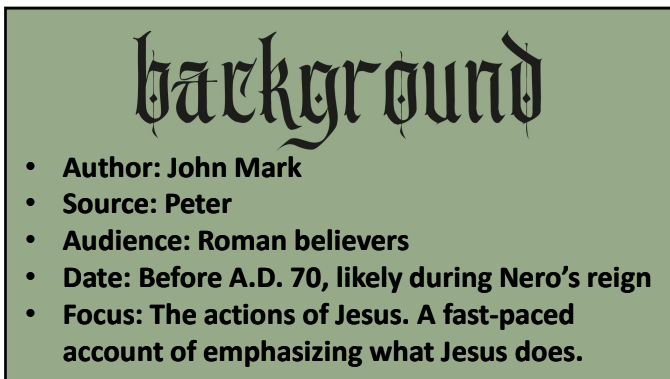 background
• Author: John Mark
• Source: Peter
• Audience: Roman believers
• Date: Before A.D. 70, likely during Nero’s reign
• Focus: The actions of Jesus. A fast-paced
account of emphasizing what Jesus does.